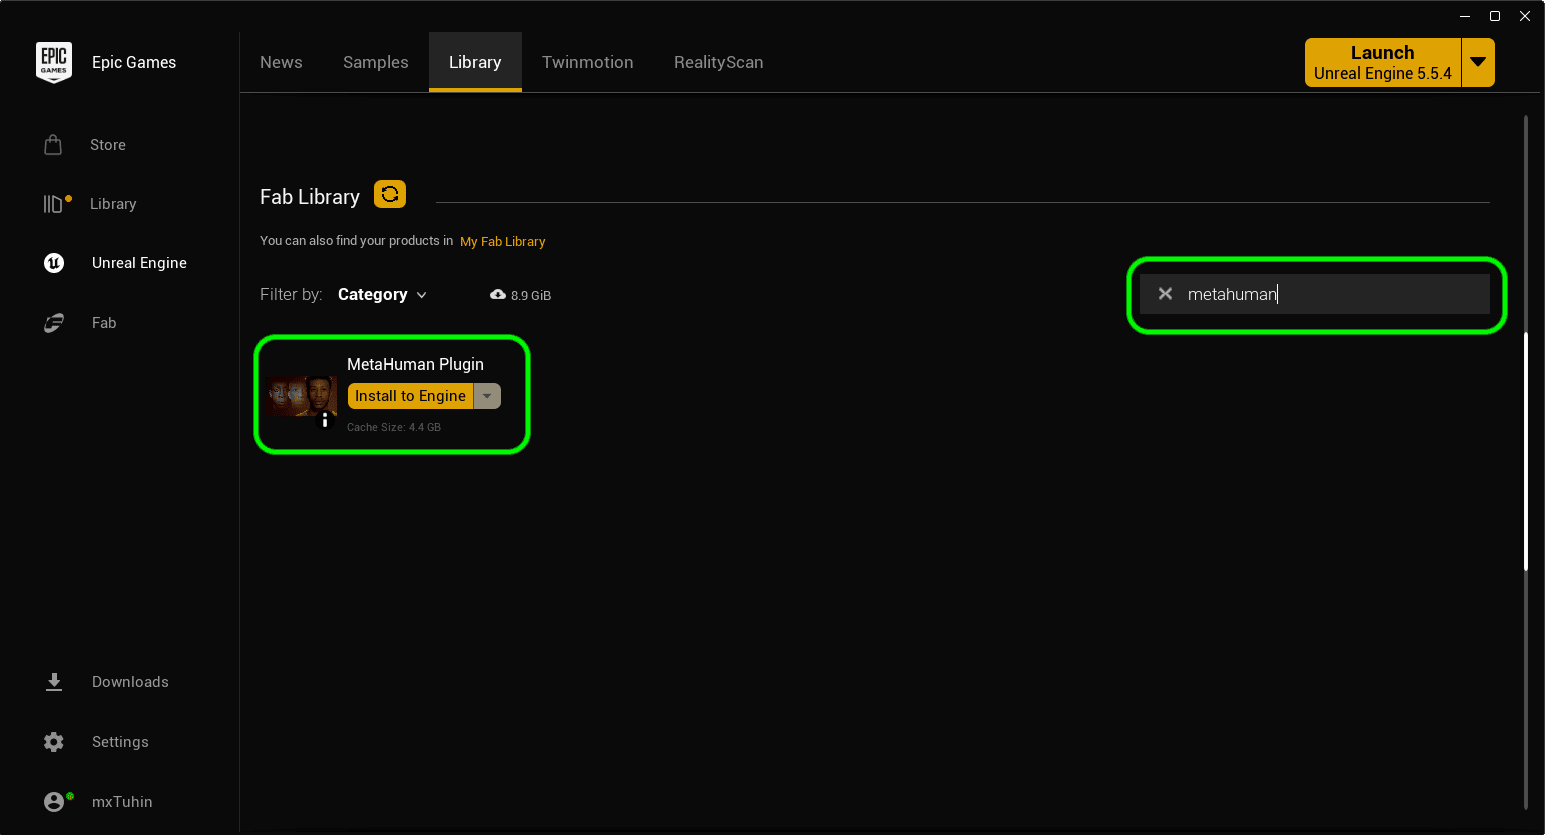 EPIC
GAMES
Epic Games
News
Samples
Library
Twinmotion
RealityScan
Launch
Unreal Engine 5.5.4
Store
Library
Unreal Engine
Fab
Fab Library
You can also find your products in My Fab Library
Filter by: Category
8.9 GiB
metahuman
MetaHuman Plugin
Install to Engine
Cache Size: 4.4 GB
Downloads
Settings
mxTuhin